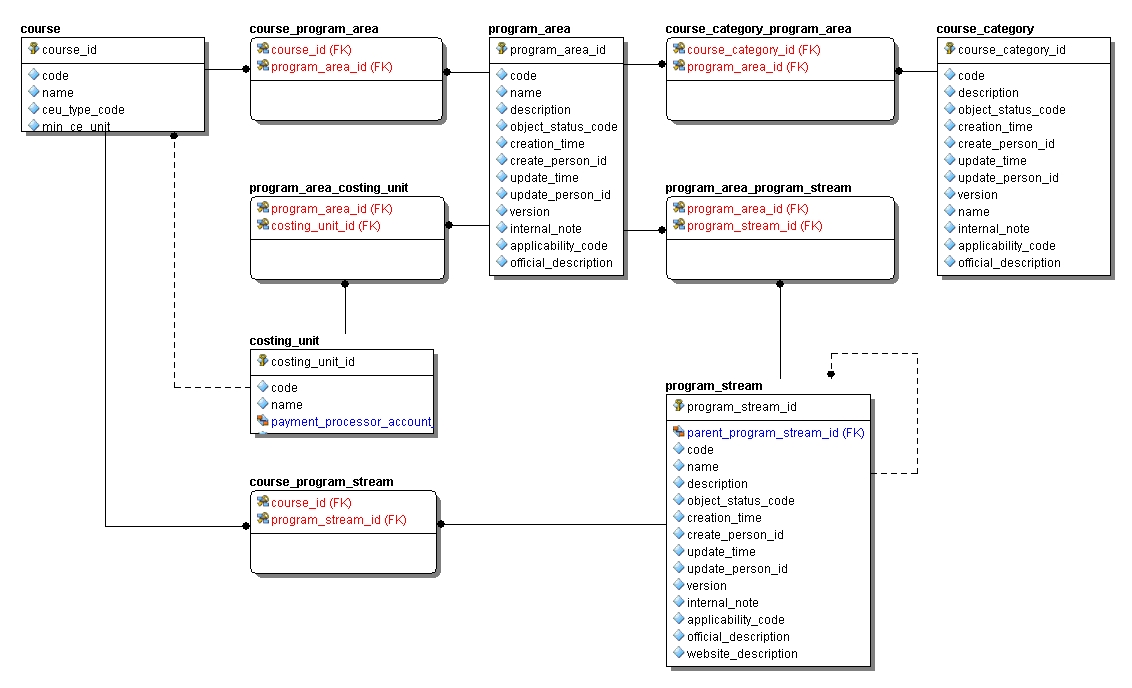 course
course_id
code
name
ceu_type_code
min_ce_unit
course_program_area
course_id (FK)
program_area_id (FK)
program_area
program_area_id
code
name
description
object_status_code
creation_time
create_person_id
update_time
update_person_id
version
internal_note
applicability_code
official_description
course_category_program_area
course_category_id (FK)
program_area_id (FK)
course_category
course_category_id
code
description
object_status_code
creation_time
create_person_id
update_time
update_person_id
version
name
internal_note
applicability_code
official_description
program_area_costing_unit
program_area_id (FK)
costing_unit_id (FK)
program_area_program_stream
program_area_id (FK)
program_stream_id (FK)
costing_unit
costing_unit_id
code
name
payment_processor_account
program_stream
program_stream_id
parent_program_stream_id (FK)
code
name
description
object_status_code
creation_time
create_person_id
update_time
update_person_id
version
internal_note
applicability_code
official_description
website_description
course_program_stream
course_id (FK)
program_stream_id (FK)